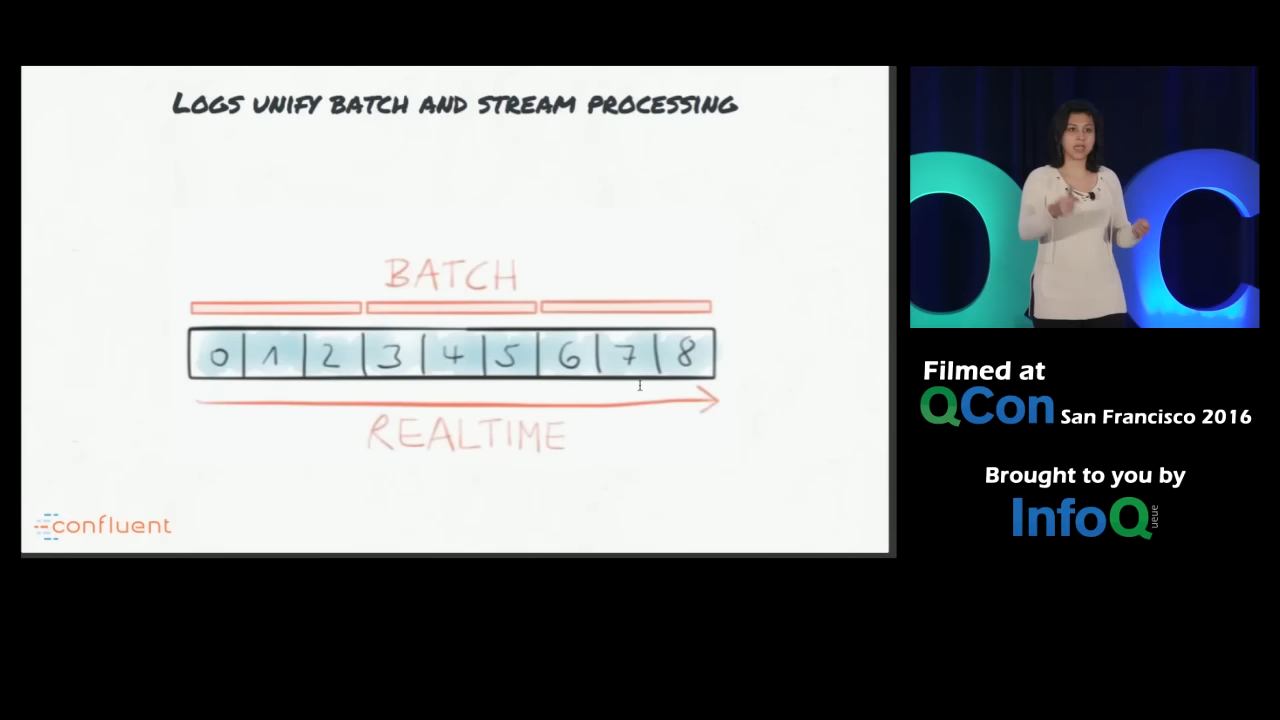 LOGS UNIFY BATCH AND STREAM PROCESSING
BATCH
0 1 2 3 4 5 6 7 8
REALTIME
confluent
O C
Filmed at
QCon San Francisco 2016
Brought to you by
InfoQ
ueue